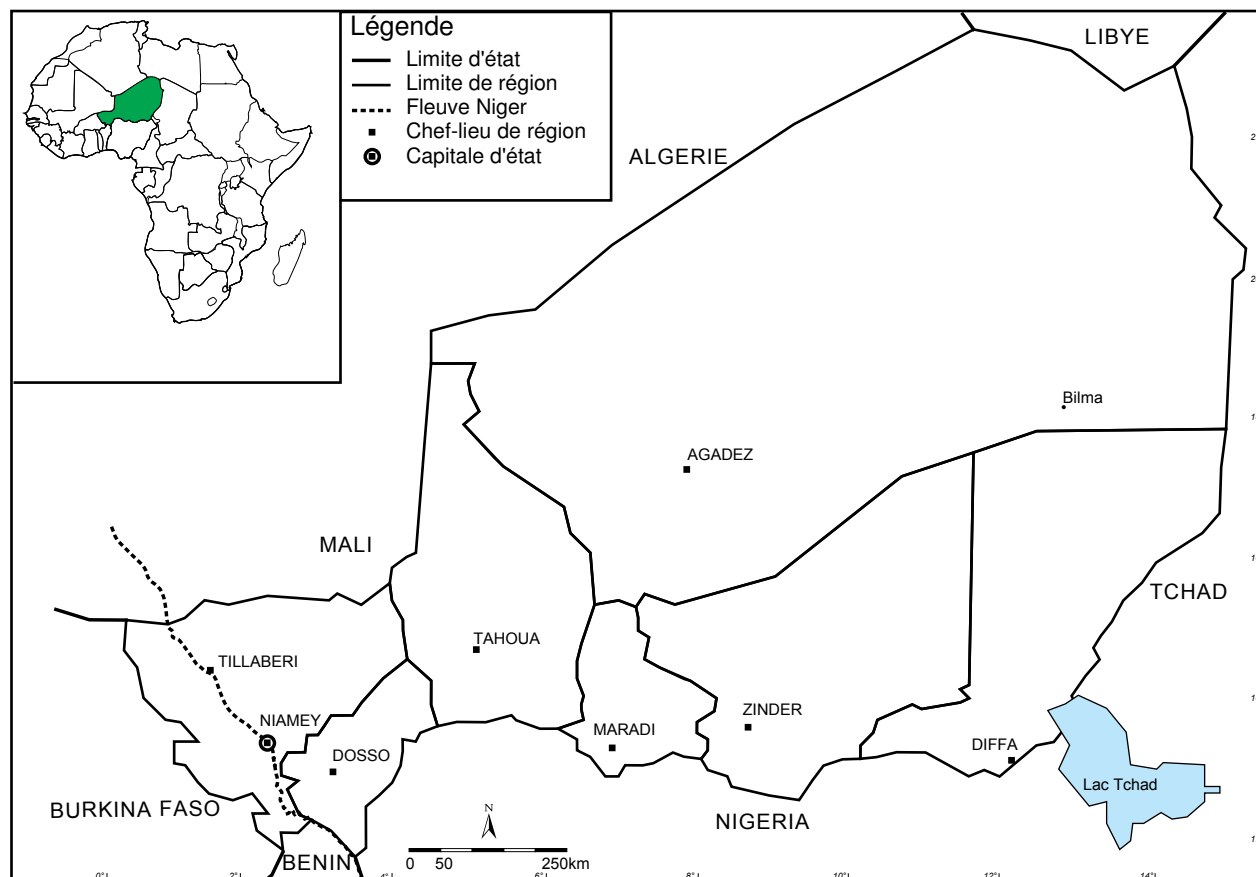 Légende
Limite d'état
Limite de région
Fleuve Niger
Chef-lieu de région
Capitale d'état
LIBYE
ALGERIE
Bilma
AGADEZ
MALI
TCHAD
TAHOUA
TILLABERI
NIAMEY
ZINDER
MARADI
DIFFA
DOSSO
Lac Tchad
BURKINA FASO
NIGERIA
N
BENIN
0 50 250km